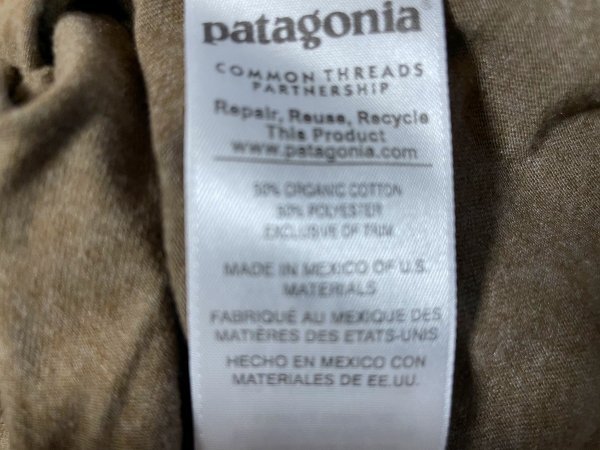 patagonia®
COMMON THREADS
PARTNERSHIP
Repair, Reuse, Recycle
This Product
www.patagonia.com
50% ORGANIC COTTON
50% POLYESTER
EXCLUSIVE OF TRIM
MADE IN MEXICO OF U.S.
MATERIALS
FABRIQUÉ AU MEXIQUE DES
MATIÈRES DES ETATS-UNIS
HECHO EN MEXICO CON
MATERIALES DE EE.UU.